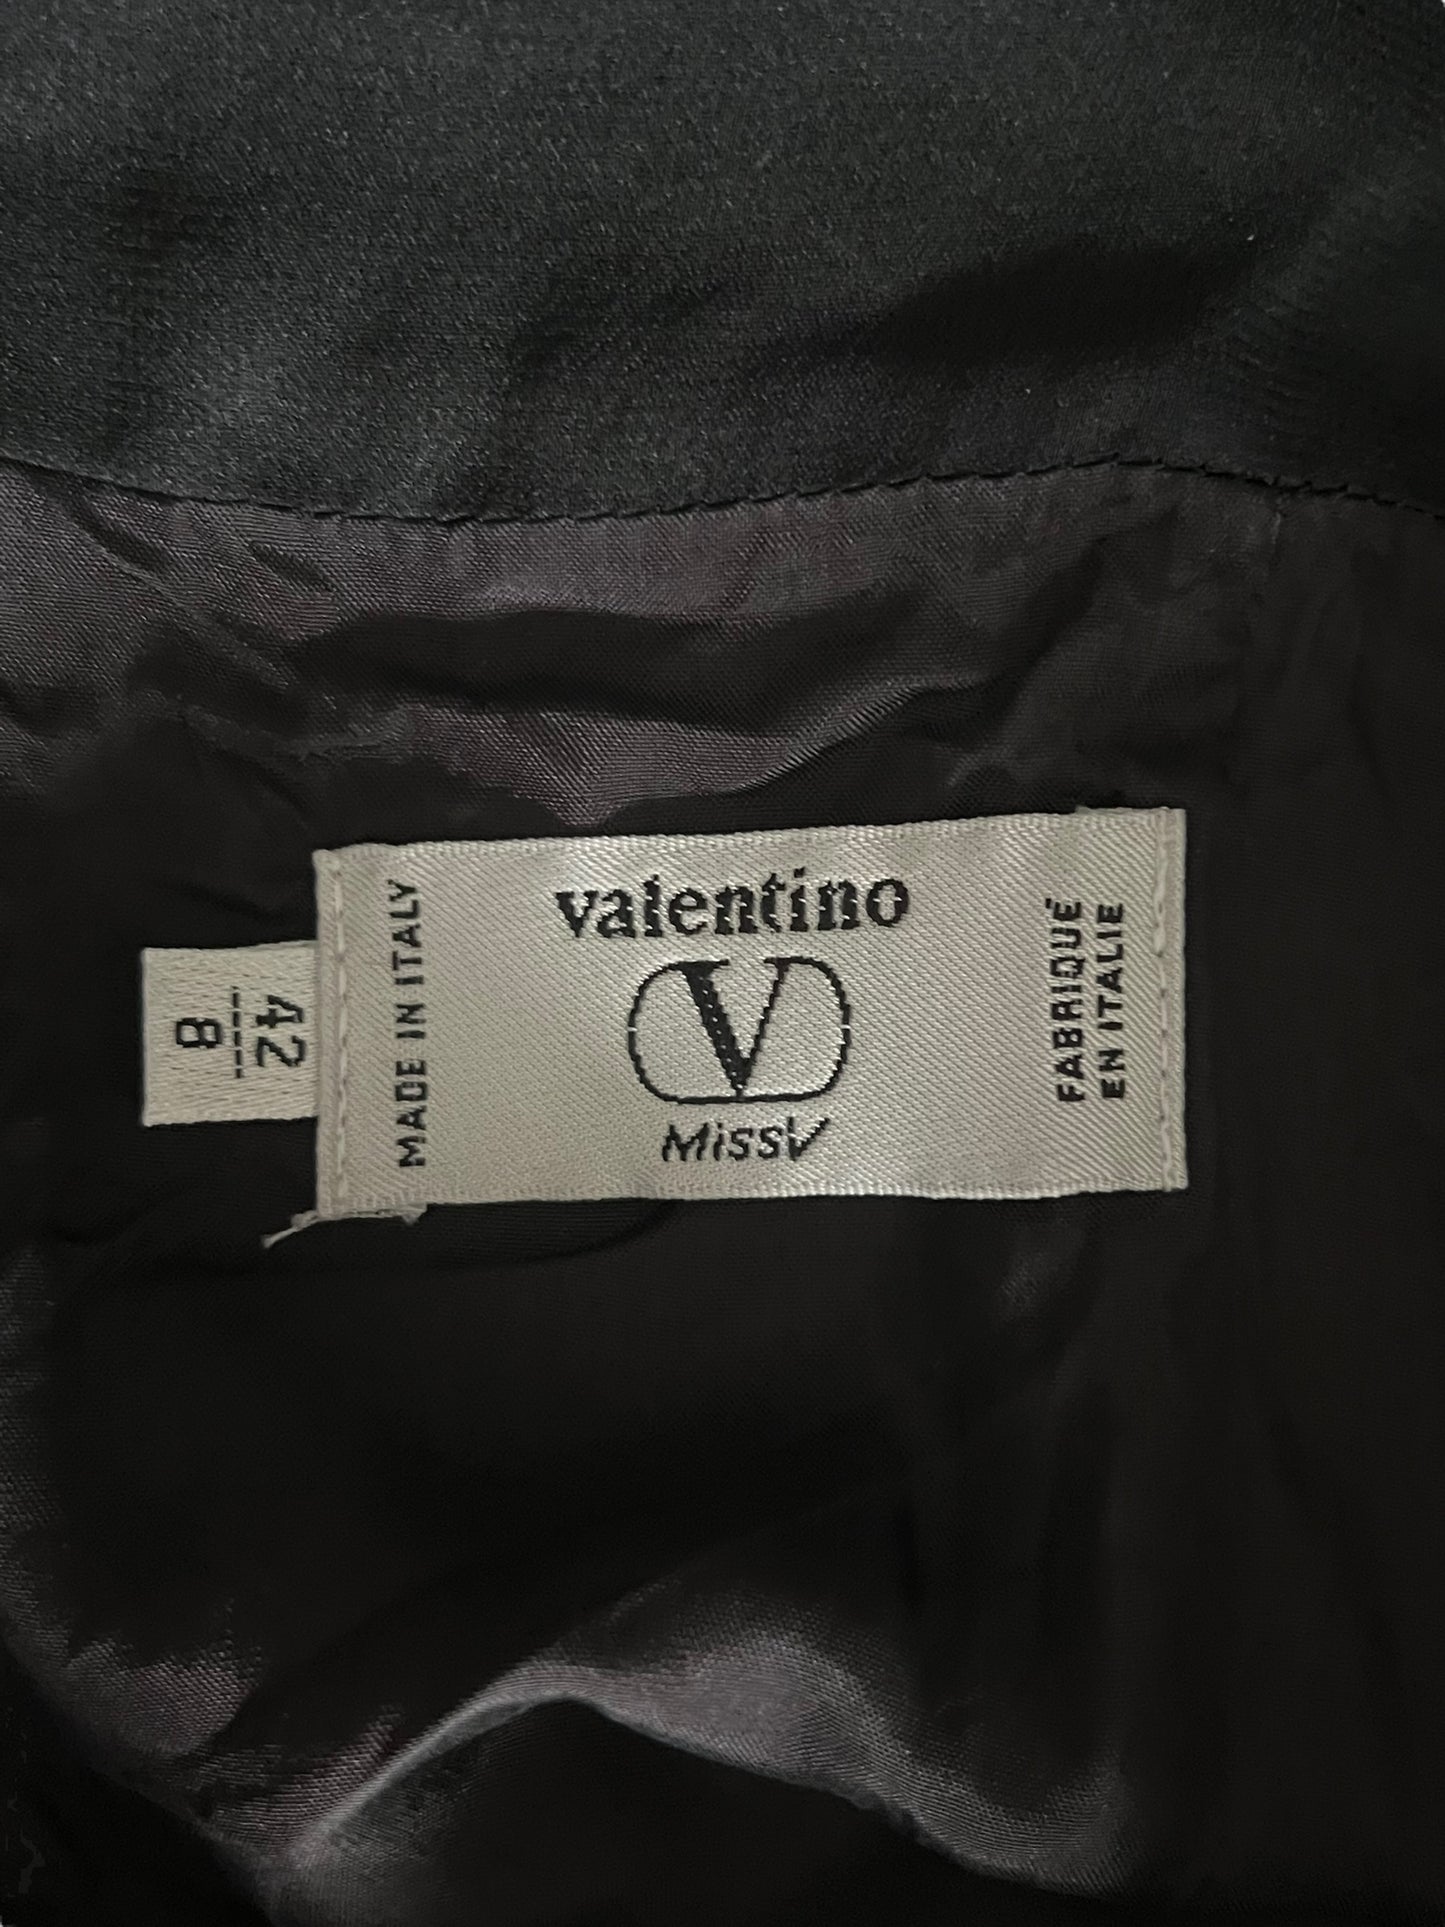 valentino
V
MissV
MADE IN ITALY
FABRIQUÉ
EN ITALIE
42
8